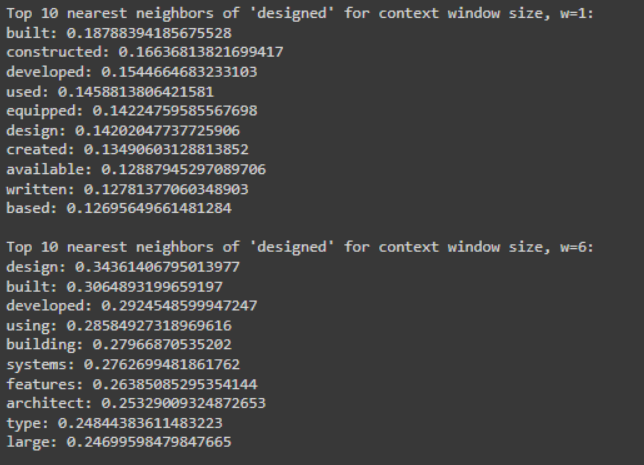 Top 10 nearest neighbors of 'designed' for context window size, w=1:
built: 0.18788394185675528
constructed: 0.16636813821699417
developed: 0.1544664683233103
used: 0.1458813806421581
equipped: 0.14224759585567698
design: 0.14202047737725906
created: 0.13490603128813852
available: 0.12887945297089706
written: 0.12781377060348903
based: 0.12695649661481284

Top 10 nearest neighbors of 'designed' for context window size, w=6:
design: 0.34361406795013977
built: 0.3064893199659197
developed: 0.2924548599947247
using: 0.28584927318969616
building: 0.27966870535202
systems: 0.2762699481861762
features: 0.26385085295354144
architect: 0.25329009324872653
type: 0.24844383611483223
large: 0.24699598479847665